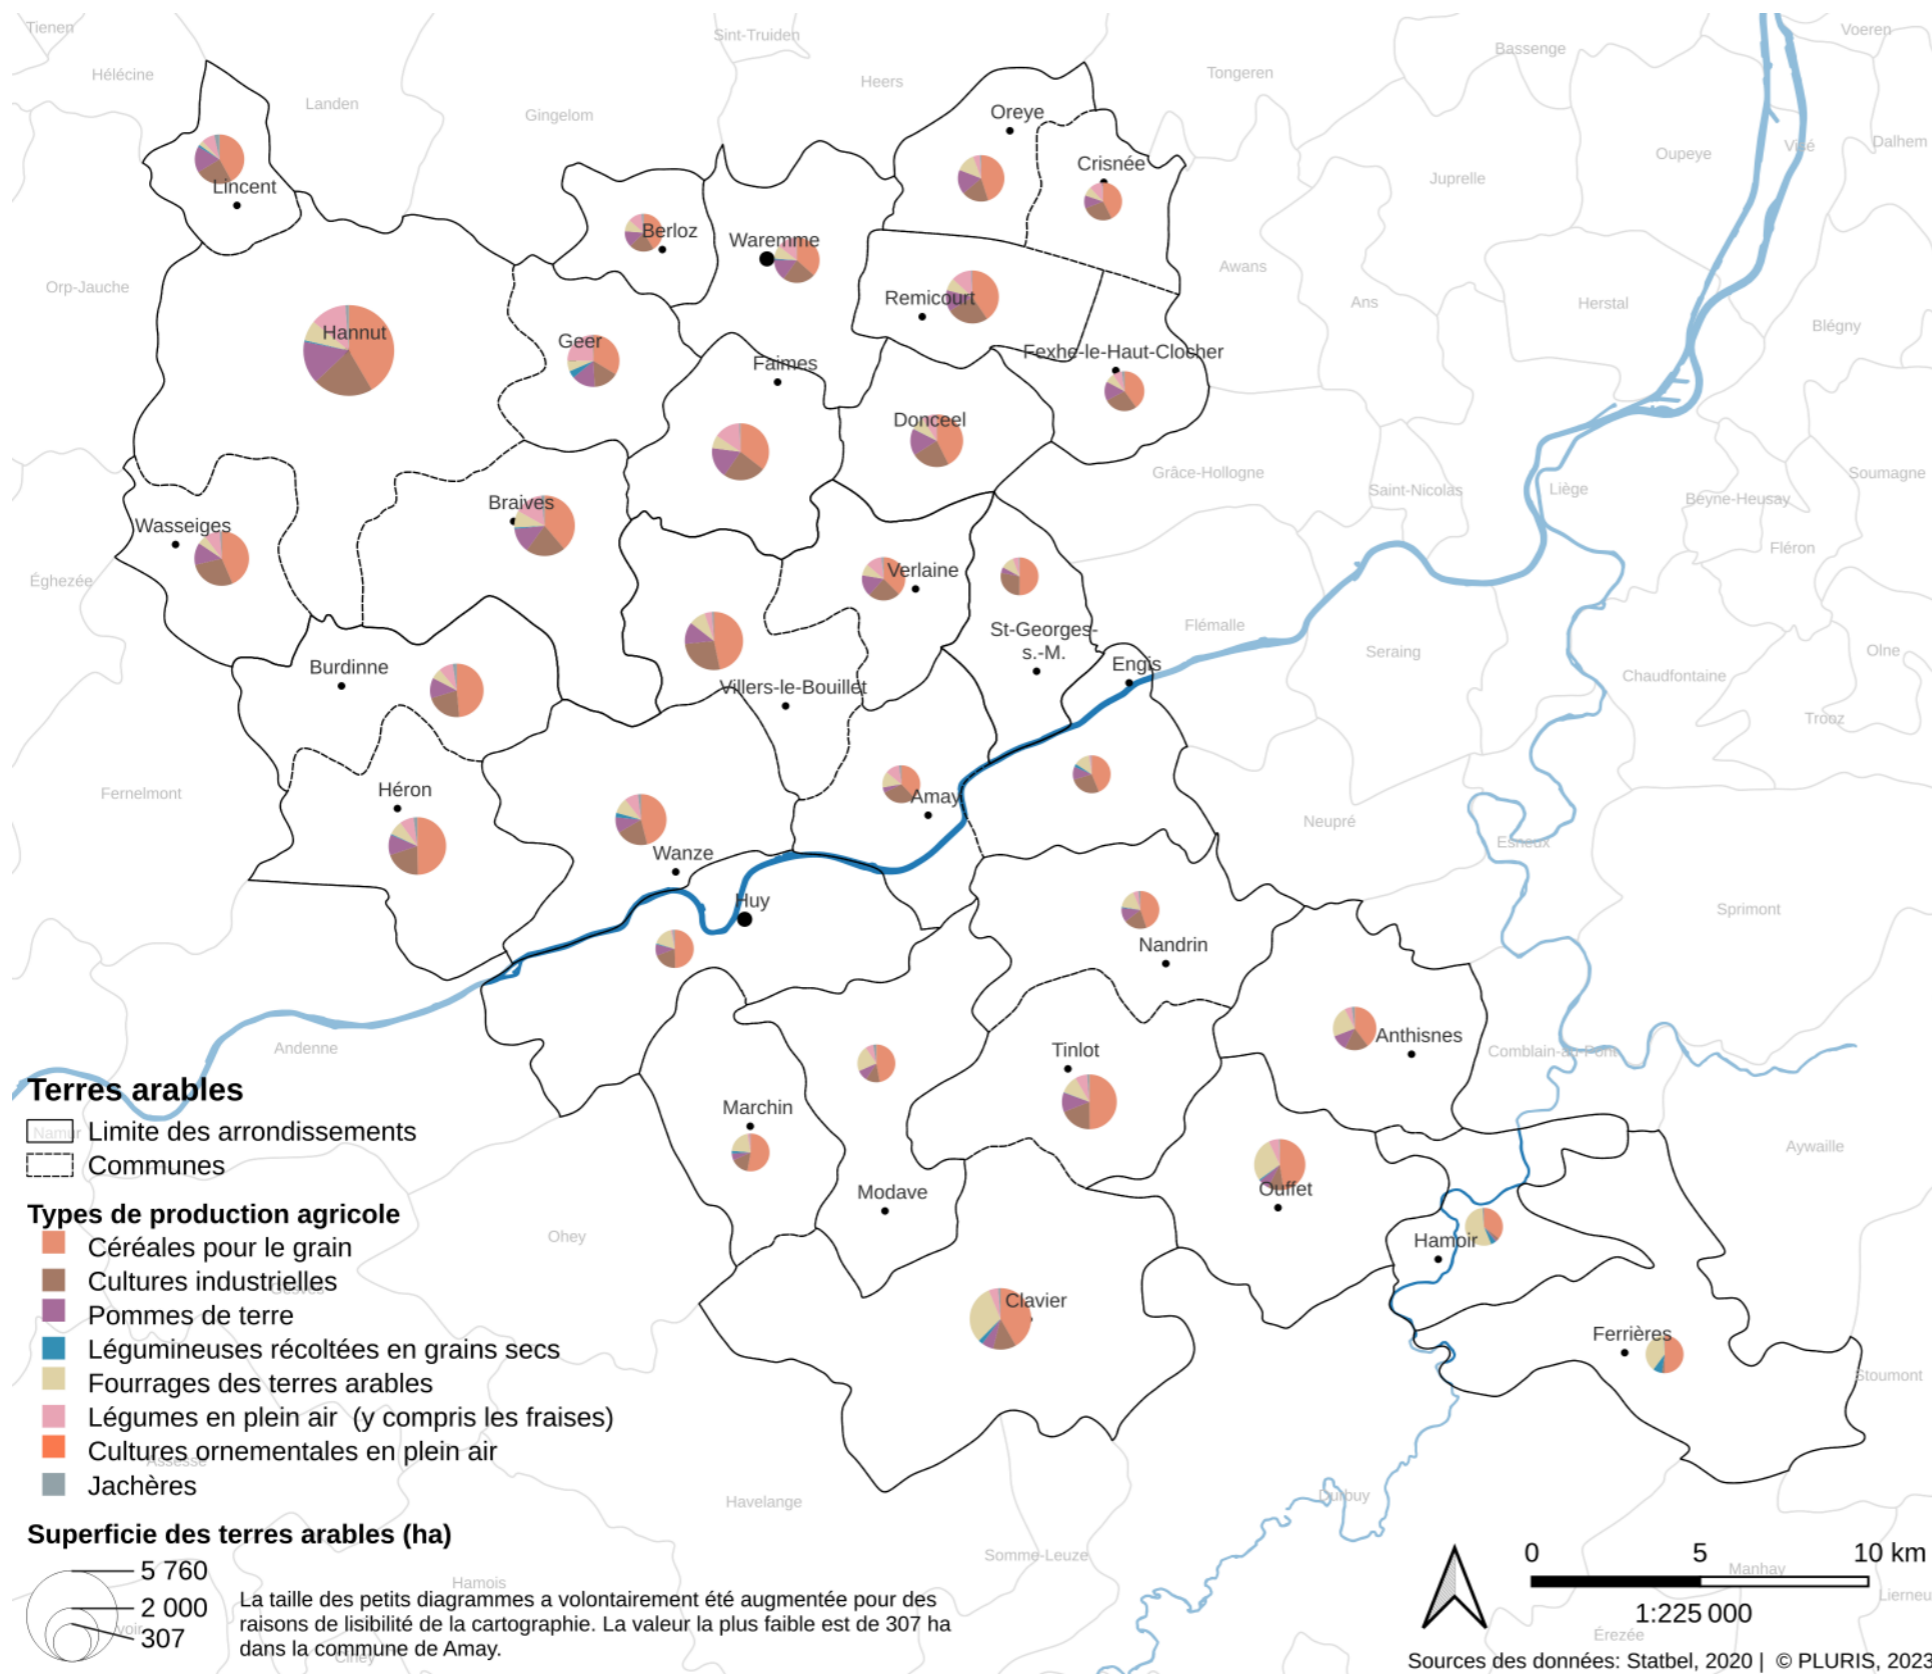 Tienen
Sint-Truiden
Bassenge
Voeren
Hélécine
Landen
Gingelom
Heers
Tongeren
Oreye
Crisnée
Oupeye
Visé
Dalhem
Juprelle
Lincent
Berloz
Waremme
Awans
Orp-Jauche
Remicourt
Ans
Herstal
Blégny
Hannut
Geer
Faimes
Fexhe-le-Haut-Clocher
Donceel
Grâce-Hollogne
Saint-Nicolas
Liège
Beyne-Heusay
Soumagne
Braives
Wasseiges
Fléron
Éghezée
Verlaine
St-Georges-
s.-M.
Flémalle
Seraing
Olne
Burdinne
Engis
Chaudfontaine
Villers-le-Bouillet
Trooz
Fernelmont
Héron
Amay
Neupré
Esneux
Wanze
Huy
Sprimont
Nandrin
Andenne
Tinlot
Anthisnes
Comblain-au-Pont
Terres arables
Limite des arrondissements
Namur
Communes
Marchin
Aywaille
Modave
Ouffet
Types de production agricole
Céréales pour le grain
Ohey
Hamoir
Cultures industrielles
Gesves
Pommes de terre
Clavier
Légumineuses récoltées en grains secs
Ferrières
Fourrages des terres arables
Stoumont
Légumes en plein air (y compris les fraises)
Cultures ornementales en plein air
Assesse
Jachères
Havelange
Durbuy
Superficie des terres arables (ha)
Somme-Leuze
0 5 10 km
Manhay
5 760
Hamois
Lierneu
2 000
307
La taille des petits diagrammes a volontairement été augmentée pour des
raisons de lisibilité de la cartographie. La valeur la plus faible est de 307 ha
dans la commune de Amay.
voir
Ciney
1:225 000
Érezée
Sources des données: Statbel, 2020 | © PLURIS, 2023